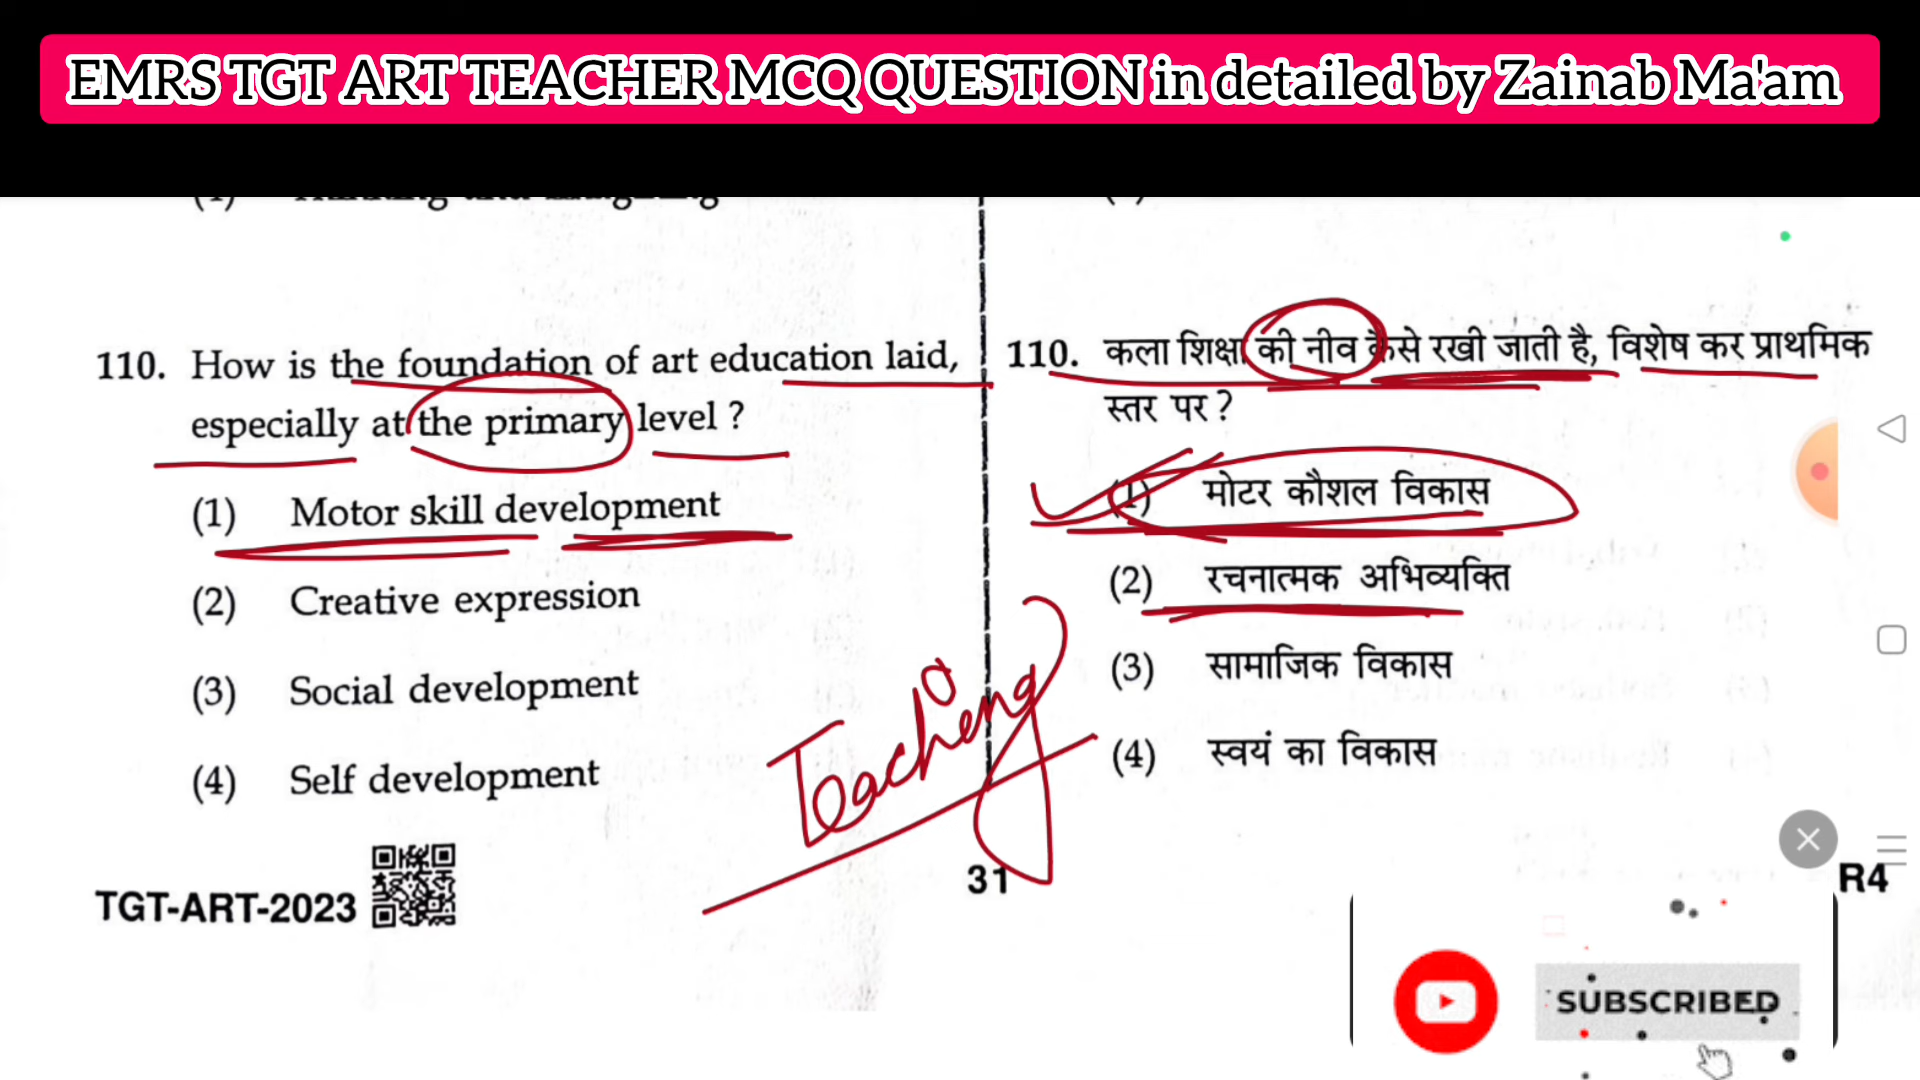 EMRS TGT ART TEACHER MCQ QUESTION in detailed by Zainab Ma'am
110. How is the foundation of art education laid,
especially at the primary level ?
(1) Motor skill development
(2) Creative expression
(3) Social development
(4) Self development
110. कला शिक्षा की नीव कैसे रखी जाती है, विशेष कर प्राथमिक
स्तर पर ?
(1) मोटर कौशल विकास
(2) रचनात्मक अभिव्यक्ति
(3) सामाजिक विकास
(4) स्वयं का विकास
Teaching
TGT-ART-2023
31
R4
SUBSCRIBED